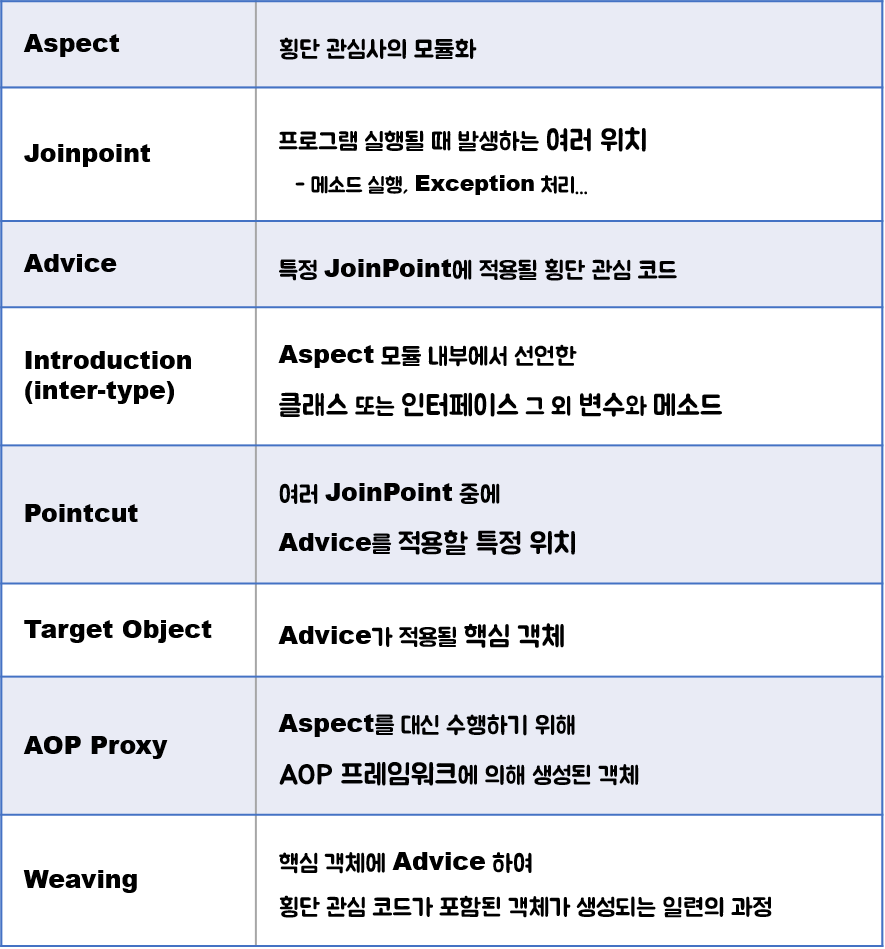 Aspect
횡단 관심사의 모듈화
Joinpoint
프로그램 실행될 때 발생하는 여러 위치
- 메소드 실행, Exception 처리...
Advice
특정 JoinPoint에 적용될 횡단 관심 코드
Introduction
(inter-type)
Aspect 모듈 내부에서 선언한
클래스 또는 인터페이스 그 외 변수와 메소드
Pointcut
여러 JoinPoint 중에
Advice를 적용할 특정 위치
Target Object
Advice가 적용될 핵심 객체
AOP Proxy
Aspect를 대신 수행하기 위해
AOP 프레임워크에 의해 생성된 객체
Weaving
핵심 객체에 Advice 하여
횡단 관심 코드가 포함된 객체가 생성되는 일련의 과정